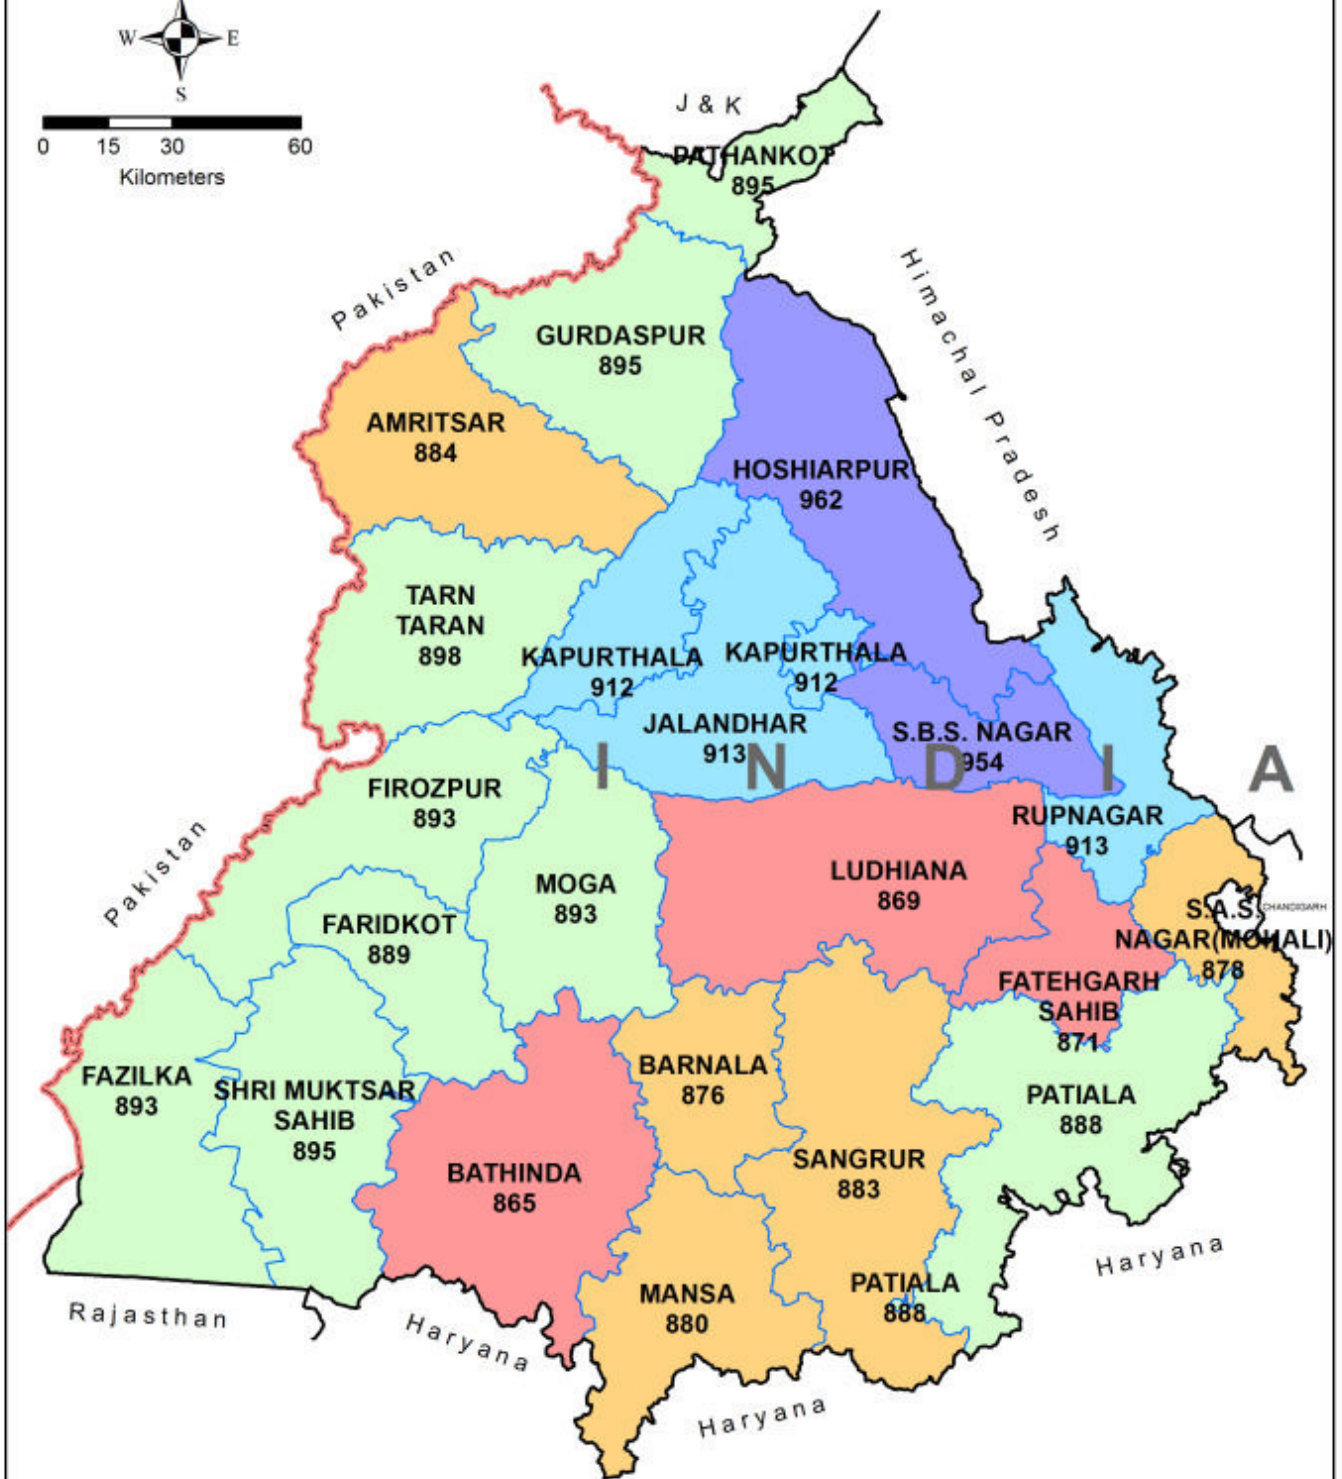 W E
S
0 15 30 60
Kilometers
J & K
PATHANKOT
895
Pakistan
Himachal Pradesh
GURDASPUR
895
AMRITSAR
884
HOSHIARPUR
962
TARN
TARAN
898
KAPURTHALA
912
KAPURTHALA
912
JALANDHAR
913
S.B.S. NAGAR
954
I N D I A
FIROZPUR
893
RUPNAGAR
913
Pakistan
MOGA
893
LUDHIANA
869
FARIDKOT
889
CHANDIGARH
S.A.S.
NAGAR(MOHALI)
878
FATEHGARH
SAHIB
871
FAZILKA
893
SHRI MUKTSAR
SAHIB
895
BARNALA
876
PATIALA
888
BATHINDA
865
SANGRUR
883
Haryana
MANSA
880
PATIALA
888
Rajasthan
Haryana
Haryana